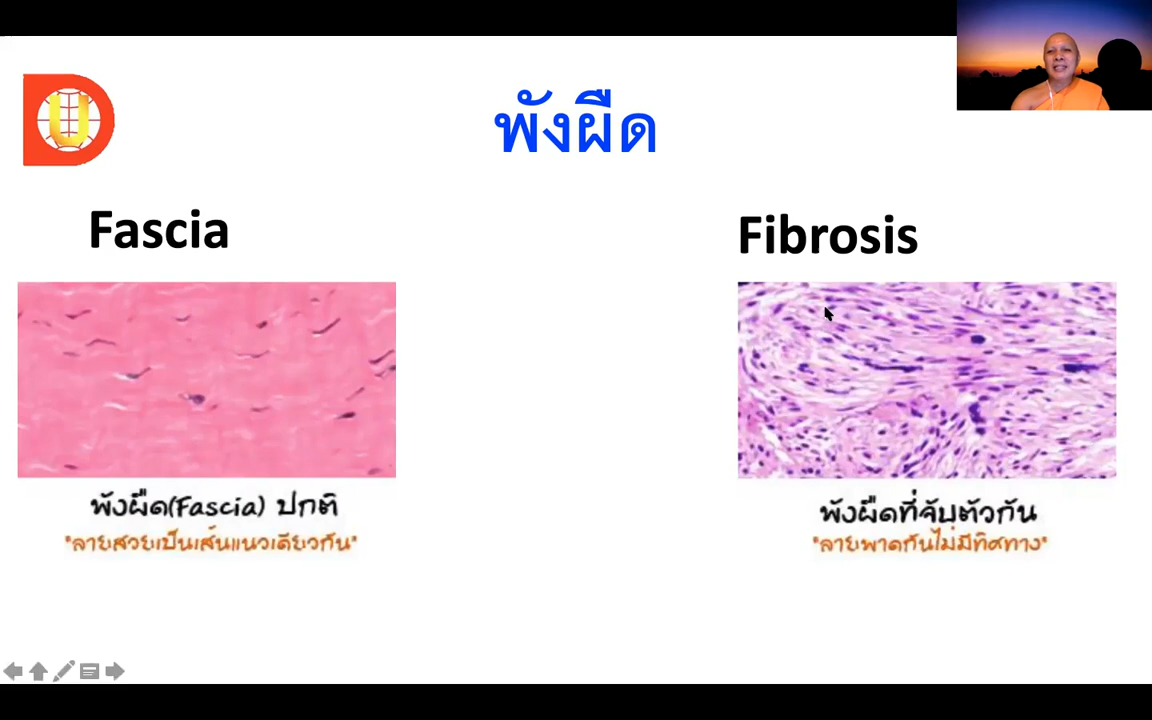 U
พังผืด
Fascia
Fibrosis
พังผืด(Fascia) ปกติ
"ลายสวยเป็นเส้นแนวเดียวกัน"
พังผืดที่จับตัวกัน
"ลายพาดกันไม่มีทิศทาง"